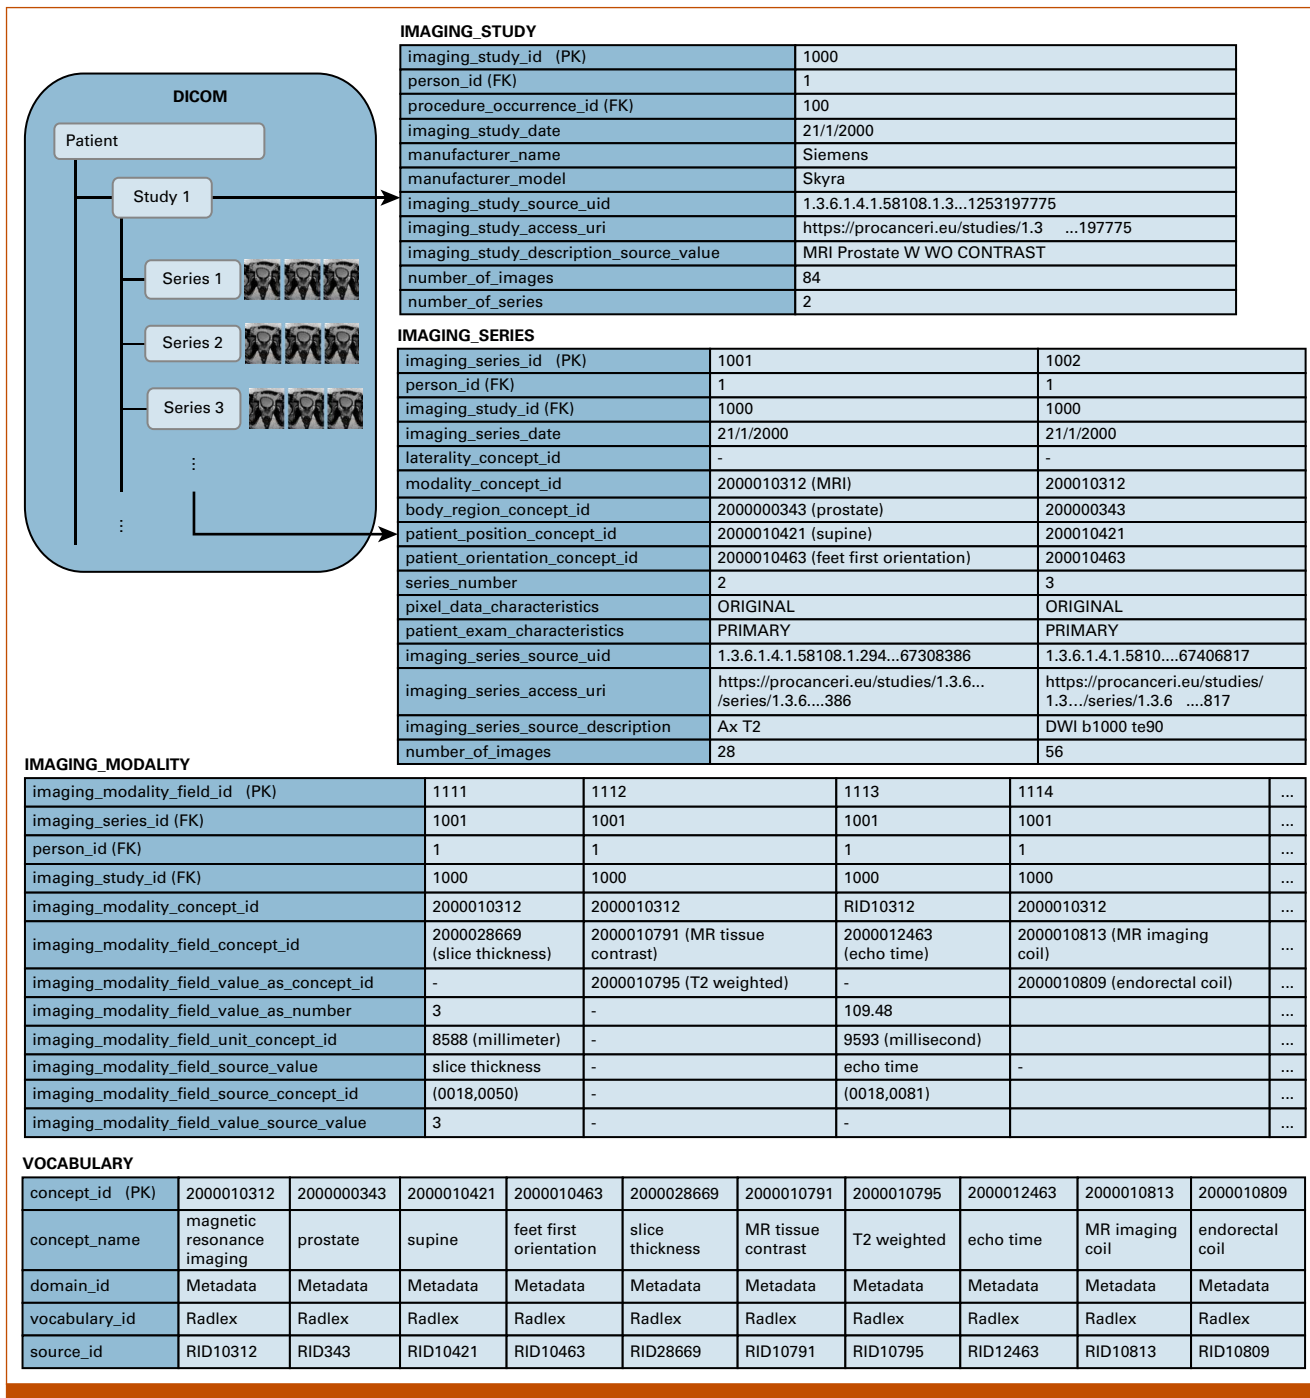 DICOM
Patient
Study 1
Series 1
Series 2
Series 3
...
...
IMAGING_STUDY
imaging_study_id (PK) 1000
person_id (FK) 1
procedure_occurrence_id (FK) 100
imaging_study_date 21/1/2000
manufacturer_name Siemens
manufacturer_model Skyra
imaging_study_source_uid 1.3.6.1.4.1.58108.1.3...1253197775
imaging_study_access_uri https://procanceri.eu/studies/1.3 ...197775
imaging_study_description_source_value MRI Prostate W WO CONTRAST
number_of_images 84
number_of_series 2
IMAGING_SERIES
imaging_series_id (PK) 1001 1002
person_id (FK) 1 1
imaging_study_id (FK) 1000 1000
imaging_series_date 21/1/2000 21/1/2000
laterality_concept_id - -
modality_concept_id 2000010312 (MRI) 200010312
body_region_concept_id 2000000343 (prostate) 200000343
patient_position_concept_id 2000010421 (supine) 200010421
patient_orientation_concept_id 2000010463 (feet first orientation) 200010463
series_number 2 3
pixel_data_characteristics ORIGINAL ORIGINAL
patient_exam_characteristics PRIMARY PRIMARY
imaging_series_source_uid 1.3.6.1.4.1.58108.1.294...67308386 1.3.6.1.4.1.5810....67406817
imaging_series_access_uri https://procanceri.eu/studies/1.3.6... https://procanceri.eu/studies/
/series/1.3.6....386 1.3.../series/1.3.6 ....817
imaging_series_source_description Ax T2 DWI b1000 te90
number_of_images 28 56
IMAGING_MODALITY
imaging_modality_field_id (PK) 1111 1112 1113 1114 ...
imaging_series_id (FK) 1001 1001 1001 1001 ...
person_id (FK) 1 1 1 1 ...
imaging_study_id (FK) 1000 1000 1000 1000 ...
imaging_modality_concept_id 2000010312 2000010312 RID10312 2000010312 ...
imaging_modality_field_concept_id 2000028669 2000010791 (MR tissue 2000012463 2000010813 (MR imaging ...
(slice thickness) contrast) (echo time) coil)
imaging_modality_field_value_as_concept_id - 2000010795 (T2 weighted) - 2000010809 (endorectal coil) ...
imaging_modality_field_value_as_number 3 - 109.48 ...
imaging_modality_field_unit_concept_id 8588 (millimeter) - 9593 (millisecond) ...
imaging_modality_field_source_value slice thickness - echo time - ...
imaging_modality_field_source_concept_id (0018,0050) - (0018,0081) ...
imaging_modality_field_value_source_value 3 - - ...
VOCABULARY
concept_id (PK) 2000010312 2000000343 2000010421 2000010463 2000028669 2000010791 2000010795 2000012463 2000010813 2000010809
concept_name magnetic resonance imaging prostate supine feet first orientation slice thickness MR tissue contrast T2 weighted echo time MR imaging coil endorectal coil
domain_id Metadata Metadata Metadata Metadata Metadata Metadata Metadata Metadata Metadata Metadata
vocabulary_id Radlex Radlex Radlex Radlex Radlex Radlex Radlex Radlex Radlex Radlex
source_id RID10312 RID343 RID10421 RID10463 RID28669 RID10791 RID10795 RID12463 RID10813 RID10809